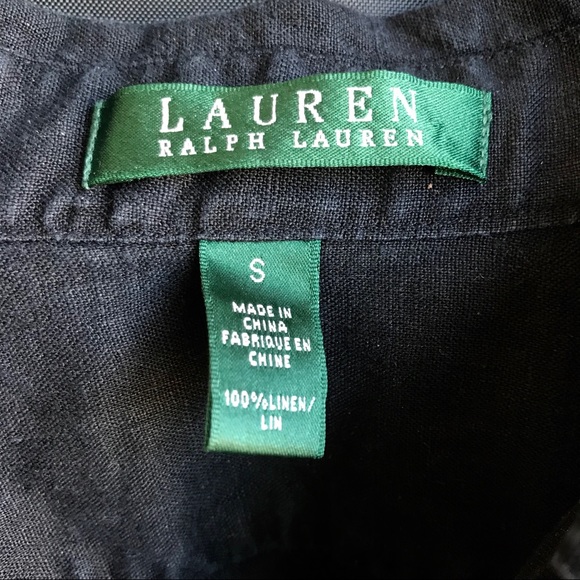 LAUREN
RALPH LAUREN
S
MADE IN
CHINA
FABRIQUE EN
CHINE
100%LINEN/
LIN